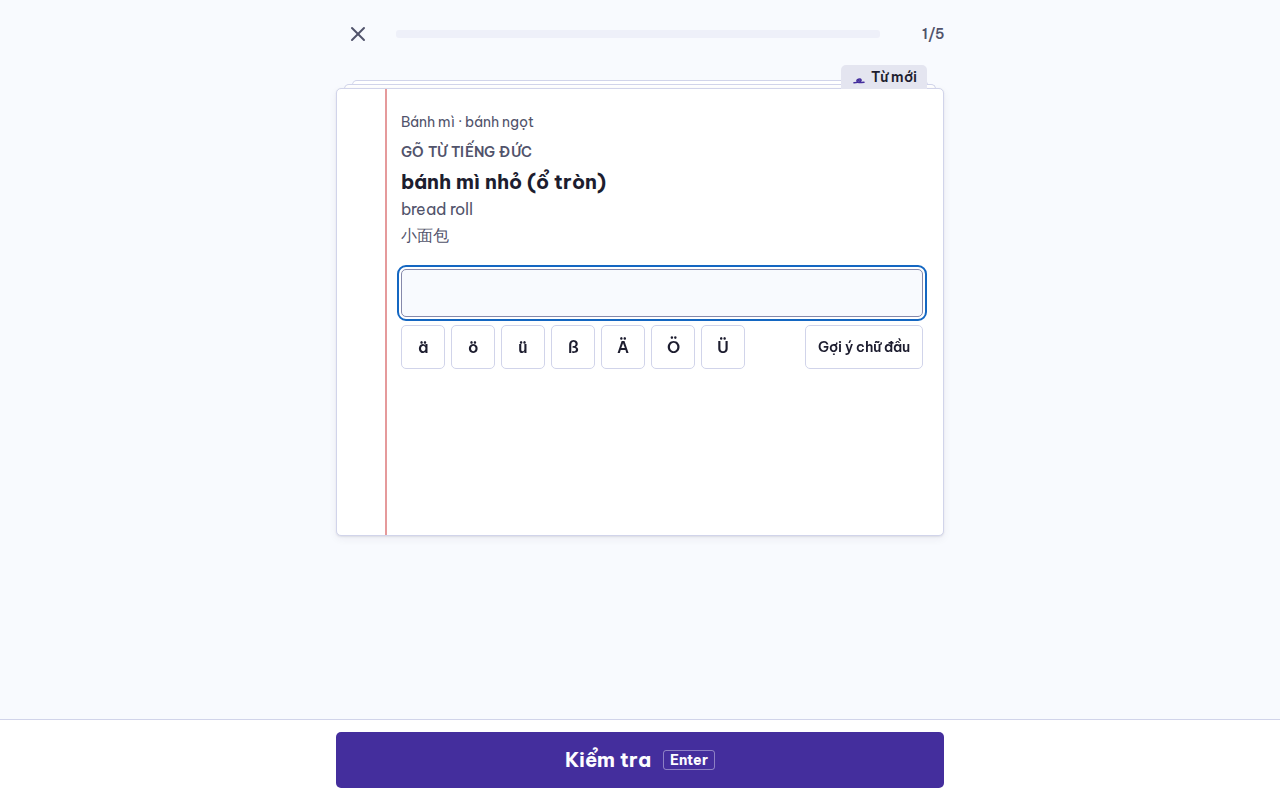 1/5
Từ mới
Bánh mì · bánh ngọt
GÕ TỪ TIẾNG ĐỨC
bánh mì nhỏ (ổ tròn)
bread roll
小面包
ä ö ü ß Ä Ö Ü Gợi ý chữ đầu
Kiểm tra Enter